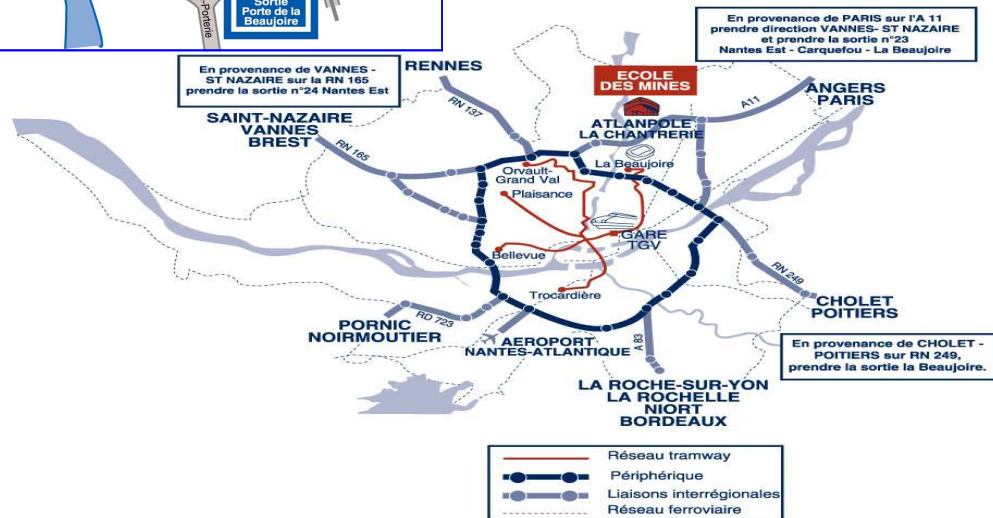 Sortie
Porte de la
Beaujoire
-Porterie
En provenance de PARIS sur l'A 11
prendre direction VANNES- ST NAZAIRE
et prendre la sortie n°23
Nantes Est - Carquefou - La Beaujoire
En provenance de VANNES -
ST NAZAIRE sur la RN 165
prendre la sortie n°24 Nantes Est
RENNES
RN 137
ECOLE
DES MINES
ANGERS
PARIS
A11
SAINT-NAZAIRE
VANNES
BREST
RN 165
ATLANPOLE
LA CHANTRERIE
La Beaujoire
Orvault-
Grand Val
Plaisance
GARE
TGV
Bellevue
Trocardière
RN 249
CHOLET
POITIERS
RD 723
PORNIC
NOIRMOUTIER
AEROPORT
NANTES-ATLANTIQUE
A 83
En provenance de CHOLET -
POITIERS sur RN 249,
prendre la sortie la Beaujoire.
LA ROCHE-SUR-YON
LA ROCHELLE
NIORT
BORDEAUX
Réseau tramway
Périphérique
Liaisons interrégionales
Réseau ferroviaire